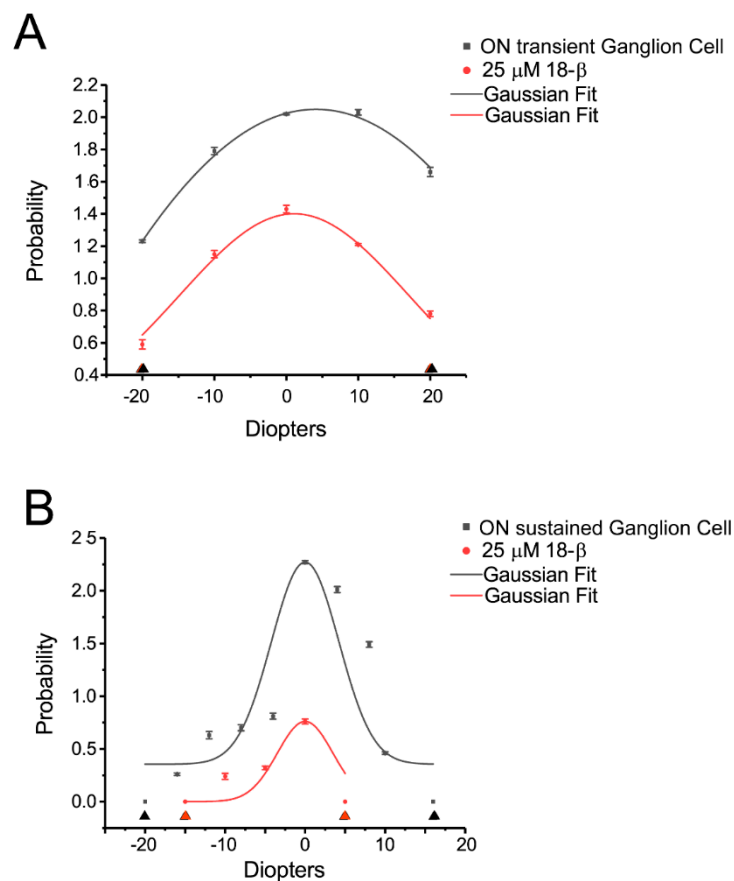 A
ON transient Ganglion Cell
25 μM 18-β
Gaussian Fit
Gaussian Fit
2.2
2.0
1.8
1.6
1.4
1.2
1.0
0.8
0.6
0.4
Probability
-20 -10 0 10 20
Diopters
B
ON sustained Ganglion Cell
25 μM 18-β
Gaussian Fit
Gaussian Fit
2 5
2.0
1.5
1.0
0.5
0.0
Probability
-20 -10 0 10 20
Diopters